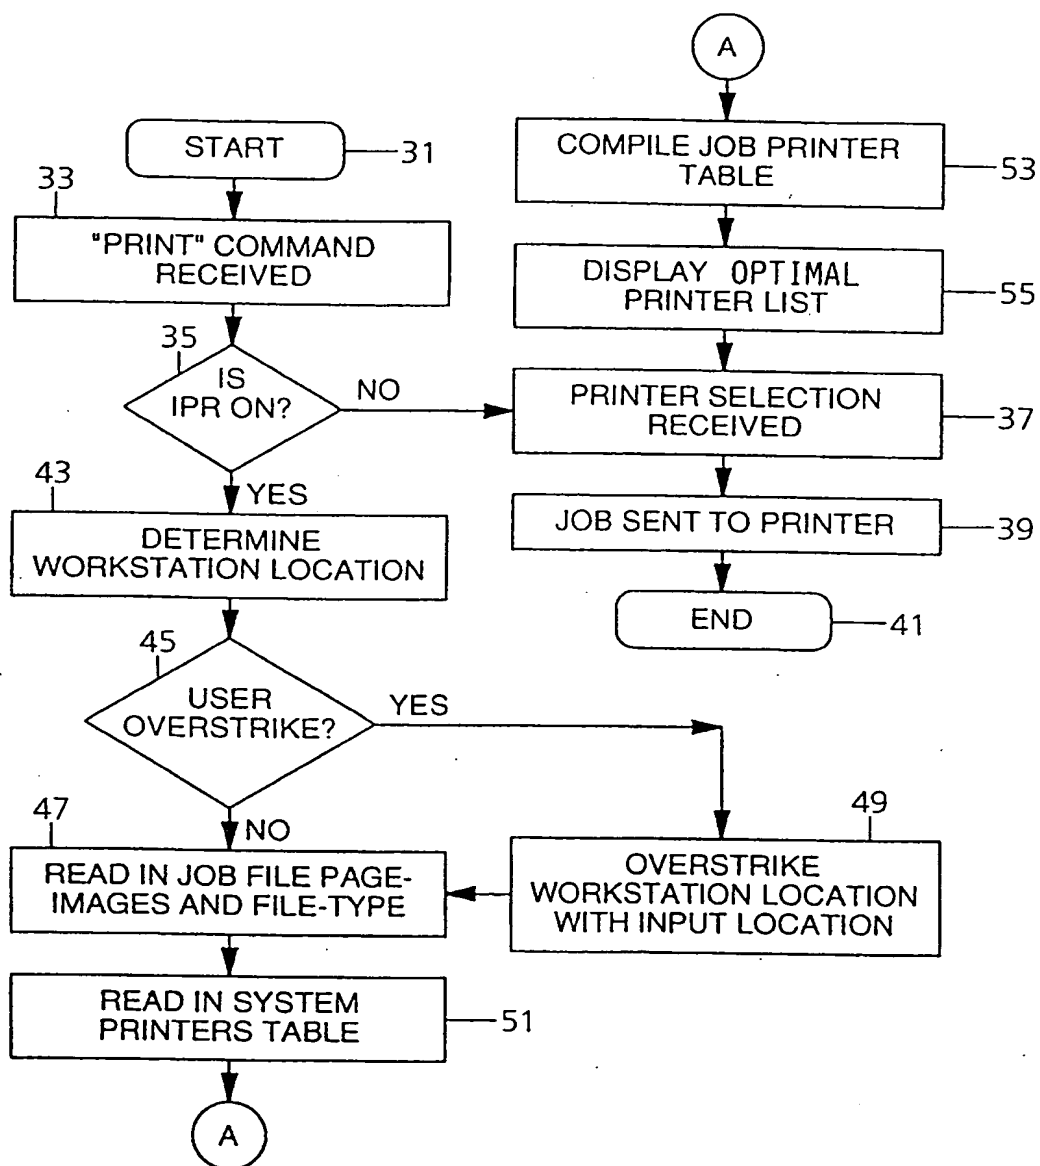 START
31
33
"PRINT" COMMAND
RECEIVED
35
IS
IPR ON?
NO
YES
43
DETERMINE
WORKSTATION LOCATION
45
USER
OVERSTRIKE?
YES
NO
47
READ IN JOB FILE PAGE-
IMAGES AND FILE-TYPE
49
OVERSTRIKE
WORKSTATION LOCATION
WITH INPUT LOCATION
READ IN SYSTEM
PRINTERS TABLE
51
A
A
COMPILE JOB PRINTER
TABLE
53
DISPLAY OPTIMAL
PRINTER LIST
55
PRINTER SELECTION
RECEIVED
37
JOB SENT TO PRINTER
39
END
41